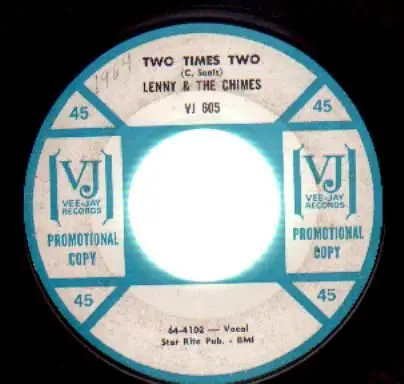 TWO TIMES TWO
(C. Santi)
1964
LENNY & THE CHIMES
VJ 605
45
45
VJ
VEE-JAY
RECORDS
PROMOTIONAL
COPY
VJ
VEE-JAY
RECORDS
PROMOTIONAL
COPY
45
45
64-4102 — Vocal
Star Rite Pub. - BMI